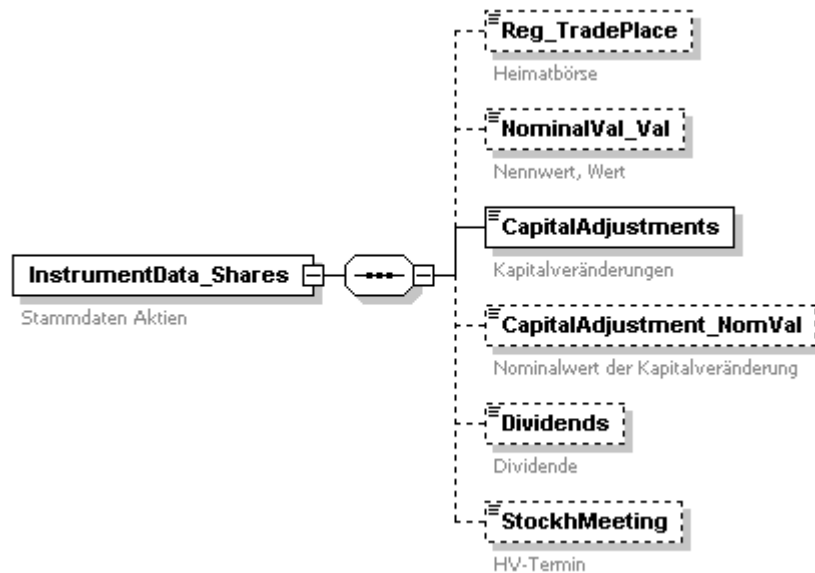 Reg_TradePlace
Heimatbörse
NominalVal_Val
Nennwert, Wert
CapitalAdjustments
Kapitalveränderungen
InstrumentData_Shares
Stammdaten Aktien
CapitalAdjustment_NomVal
Nominalwert der Kapitalveränderung
Dividends
Dividende
StockhMeeting
HV-Termin